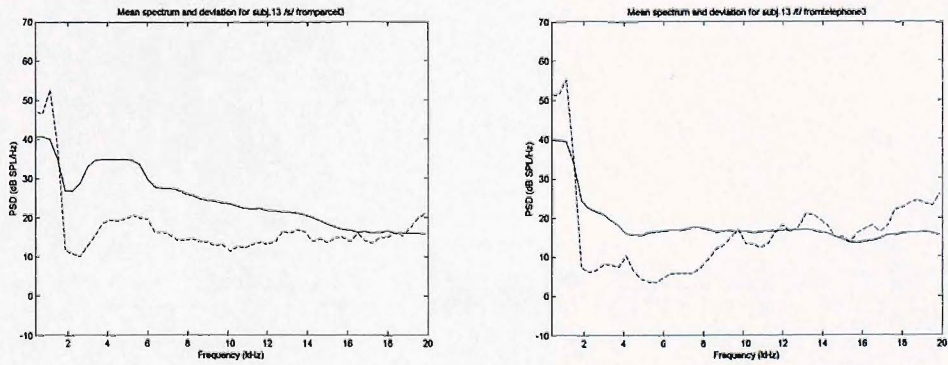 Mean spectrum and deviation for subj.13 /s/ fromparcel3
70
60
50
40
30
20
10
0
-10
PSD (dB SPL/Hz)
2 4 6 8 10 12 14 16 18 20
Frequency (kHz)
Mean spectrum and deviation for subj.13 /f/ fromtelephone3
70
60
50
40
30
20
10
0
-10
PSD (dB SPL/Hz)
2 4 6 8 10 12 14 16 18 20
Frequency (kHz)